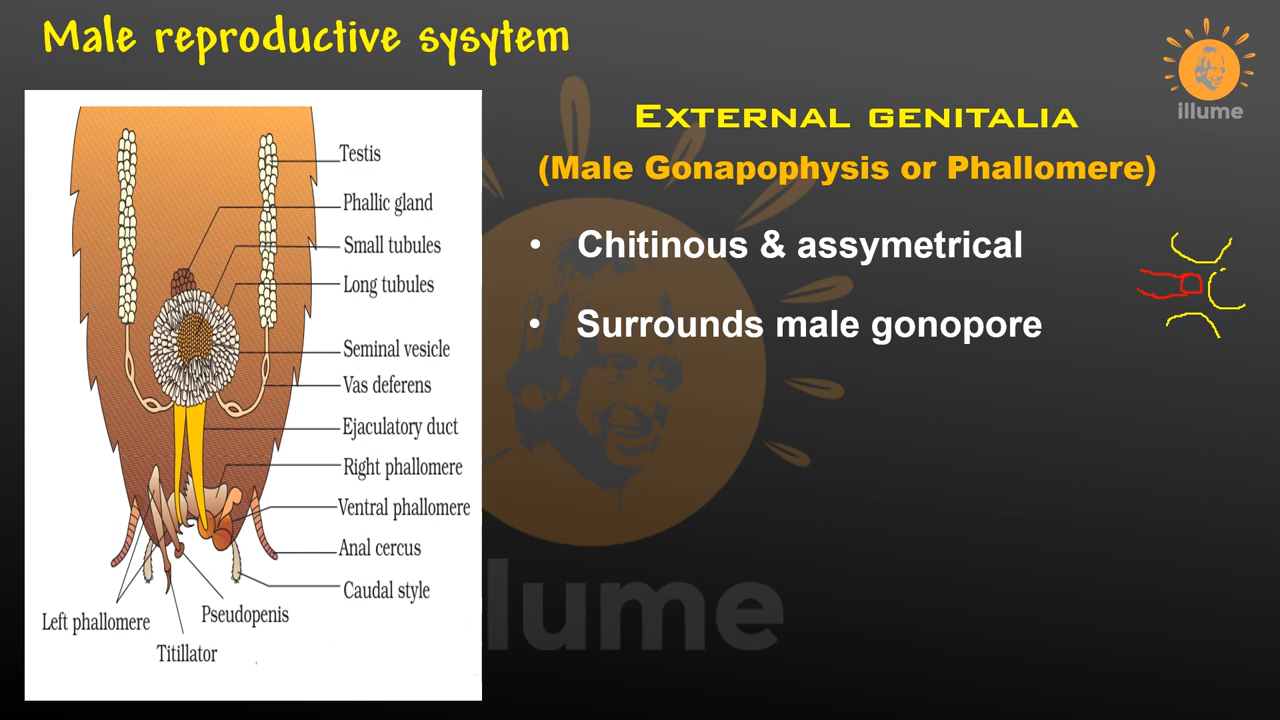 Male reproductive sysytem
illume
External genitalia
(Male Gonapophysis or Phallomere)
• Chitinous & assymetrical
• Surrounds male gonopore
Testis
Phallic gland
Small tubules
Long tubules
Seminal vesicle
Vas deferens
Ejaculatory duct
Right phallomere
Ventral phallomere
Anal cercus
Caudal style
Left phallomere
Pseudopenis
Titillator
illume